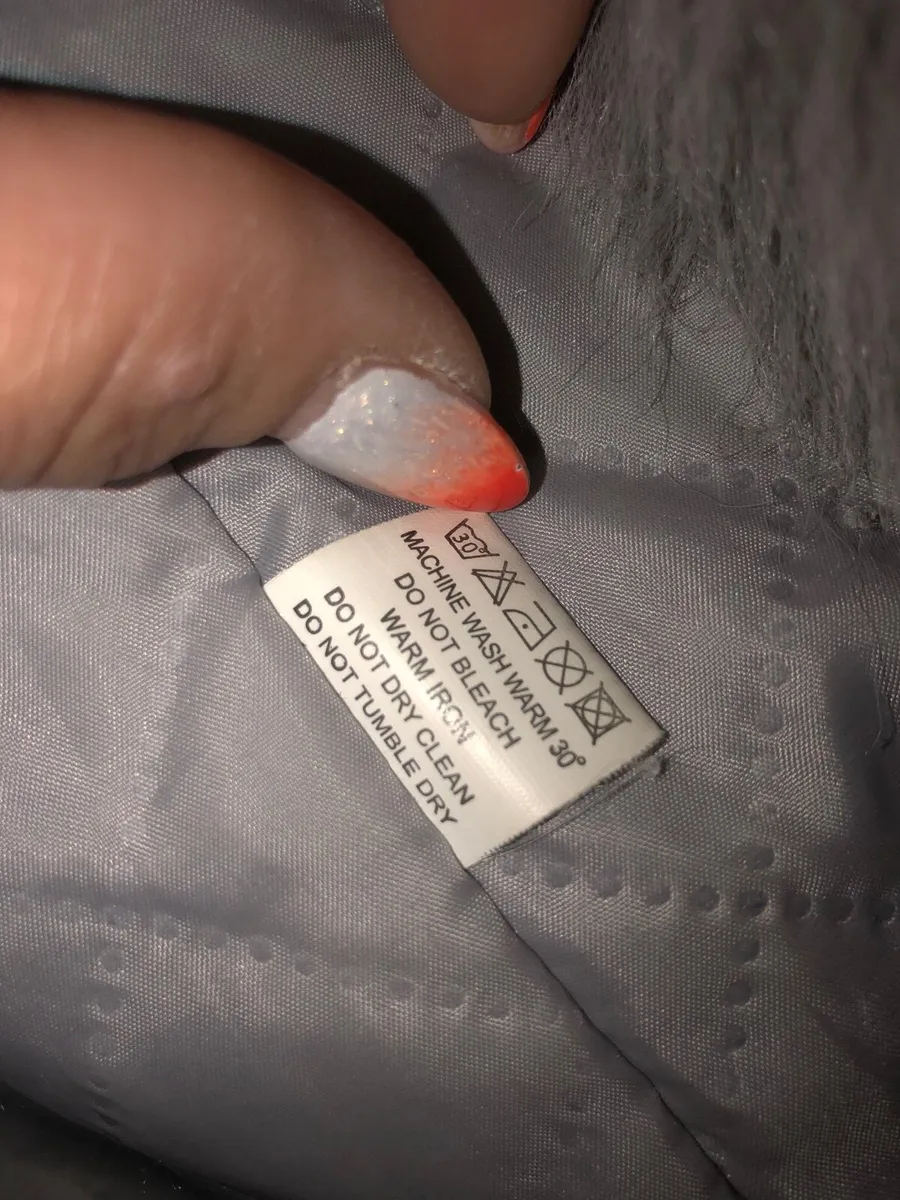 30°
MACHINE WASH WARM 30°
DO NOT BLEACH
WARM IRON
DO NOT DRY CLEAN
DO NOT TUMBLE DRY